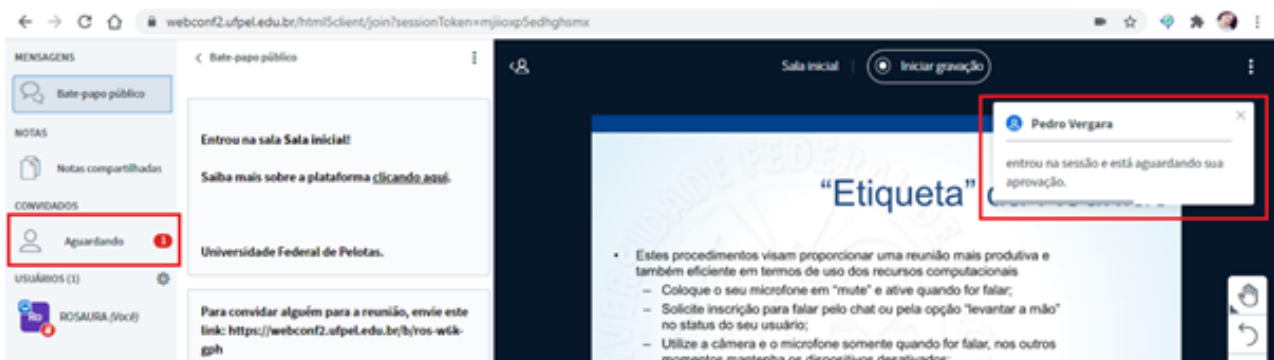 webconf2.ufpel.edu.br/html5client/join?sessionToken=mjiioxp5edhghsmx
MENSAGENS
Bate-papo público
NOTAS
Notas compartilhadas
CONVIDADOS
Aguardando 1
USUÁRIOS (1)
Ro ROSAURA (Você)
Bate-papo público
Entrou na sala Sala inicial!
Saiba mais sobre a plataforma clicando aqui.
Universidade Federal de Pelotas.
Para convidar alguém para a reunião, envie este
link: https://webconf2.ufpel.edu.br/b/ros-w6k-
gph
Sala inicial | Iniciar gravação
Pedro Vergara
entrou na sessão e está aguardando sua
aprovação.
“Etiqueta”
• Estes procedimentos visam proporcionar uma reunião mais produtiva e
também eficiente em termos de uso dos recursos computacionais
– Coloque o seu microfone em “mute” e ative quando for falar;
– Solicite inscrição para falar pelo chat ou pela opção “levantar a mão”
no status do seu usuário;
– Utilize a câmera e o microfone somente quando for falar, nos outros
momentos mantenha os dispositivos desativados;